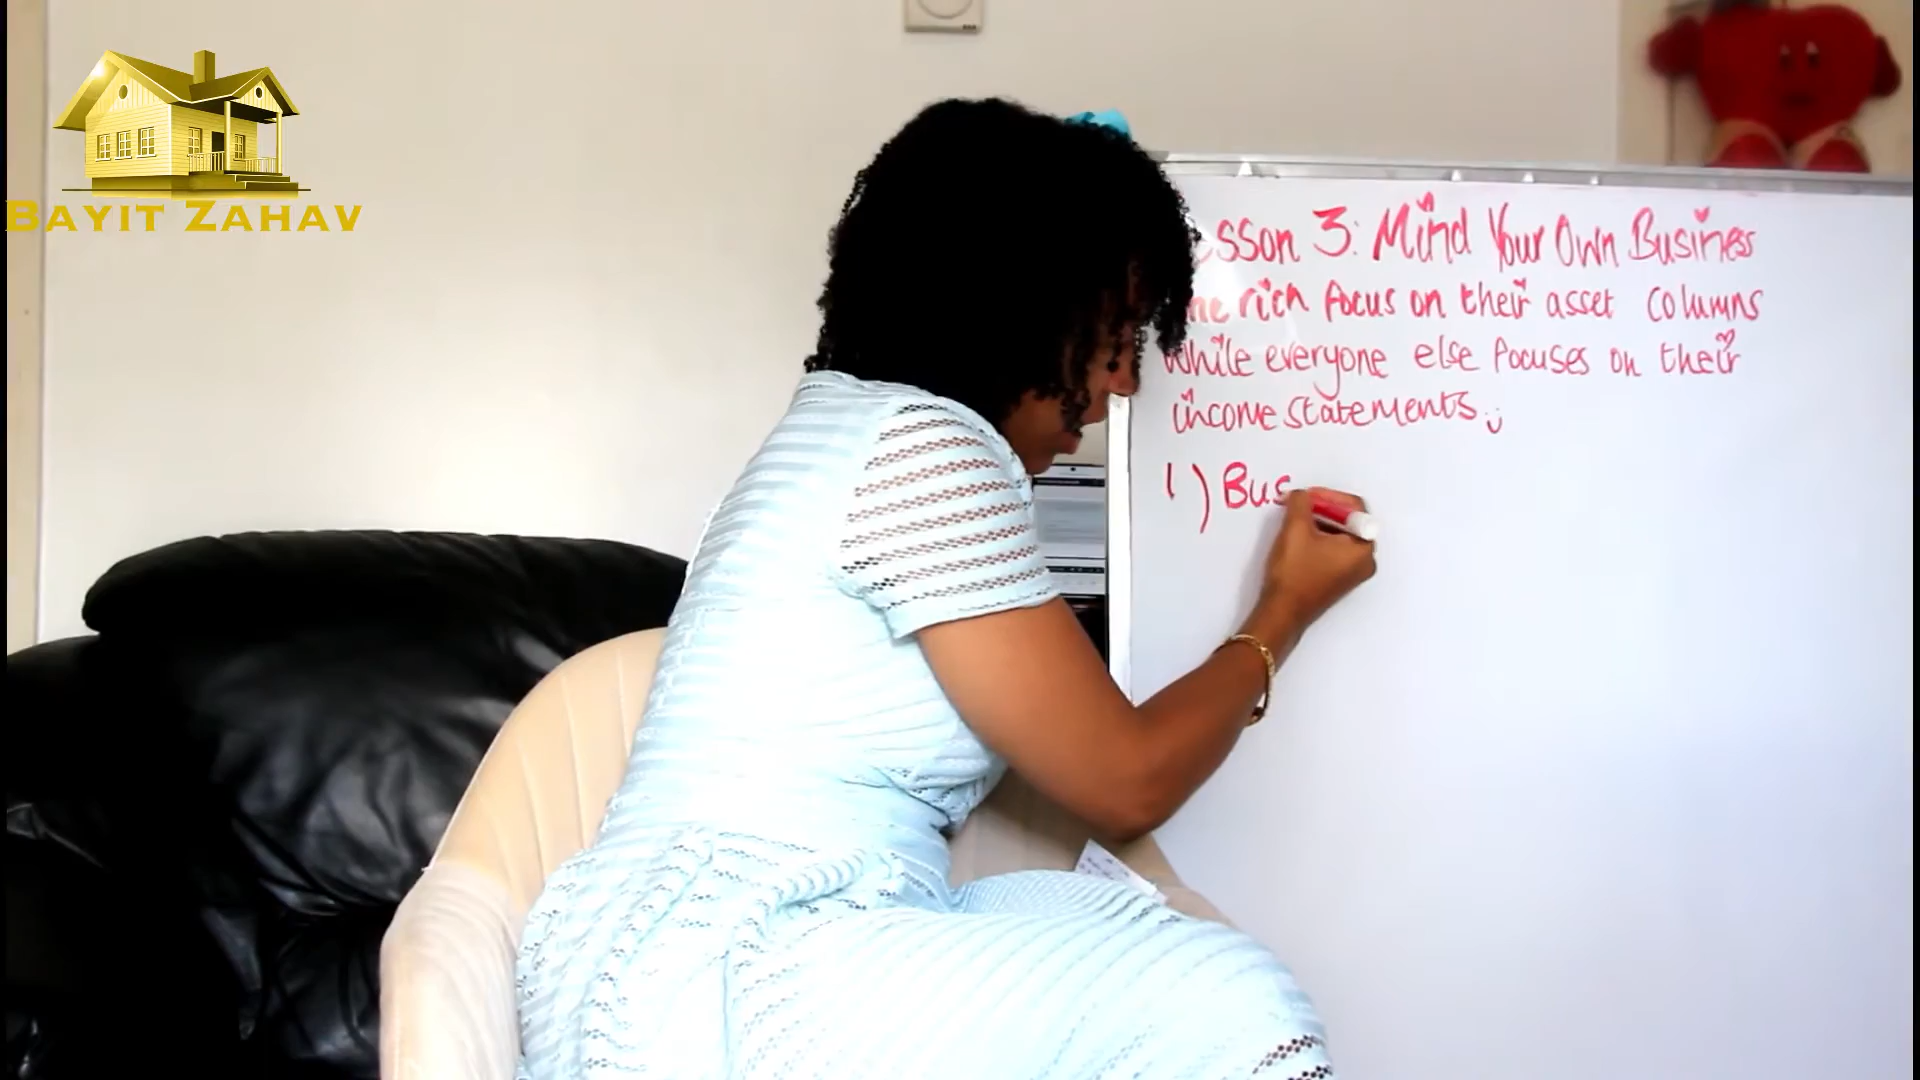 BAYIT ZAHAV
esson 3: Mind Your Own Business
he rich focus on their asset columns
While everyone else focuses on their
income statements.
1) Bus